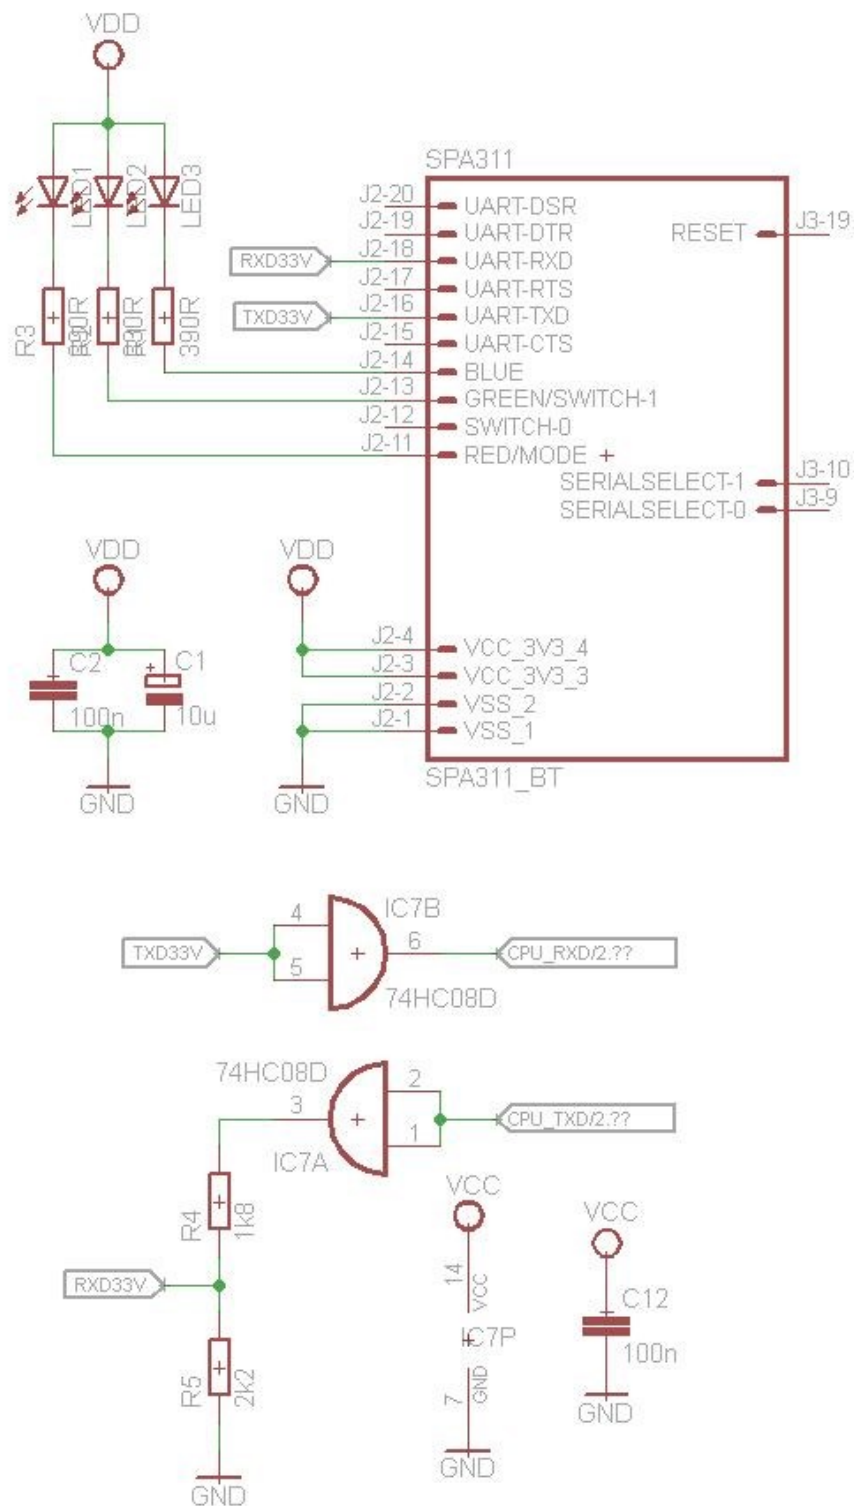 VDD
LED1
LED2
LED3
R3
R2
R1
390R
SPA311
J2-20 UART-DSR
J2-19 UART-DTR
RESET J3-19
RXD33V J2-18 UART-RXD
J2-17 UART-RTS
TXD33V J2-16 UART-TXD
J2-15 UART-CTS
J2-14 BLUE
J2-13 GREEN/SWITCH-1
J2-12 SWITCH-0
J2-11 RED/MODE
SERIALSELECT-1 J3-10
SERIALSELECT-0 J3-9
VDD
VDD
C2
C1
100n
10u
GND
J2-4 VCC_3V3_4
J2-3 VCC_3V3_3
J2-2 VSS_2
J2-1 VSS_1
GND
SPA311_BT
IC7B
4
5
6
TXD33V
CPU_RXD/2.??
74HC08D
74HC08D
3
2
1
CPU_TXD/2.??
IC7A
R4
1k8
RXD33V
R5
2k2
GND
VCC
14
VCC
IC7P
7
GND
GND
VCC
C12
100n
GND